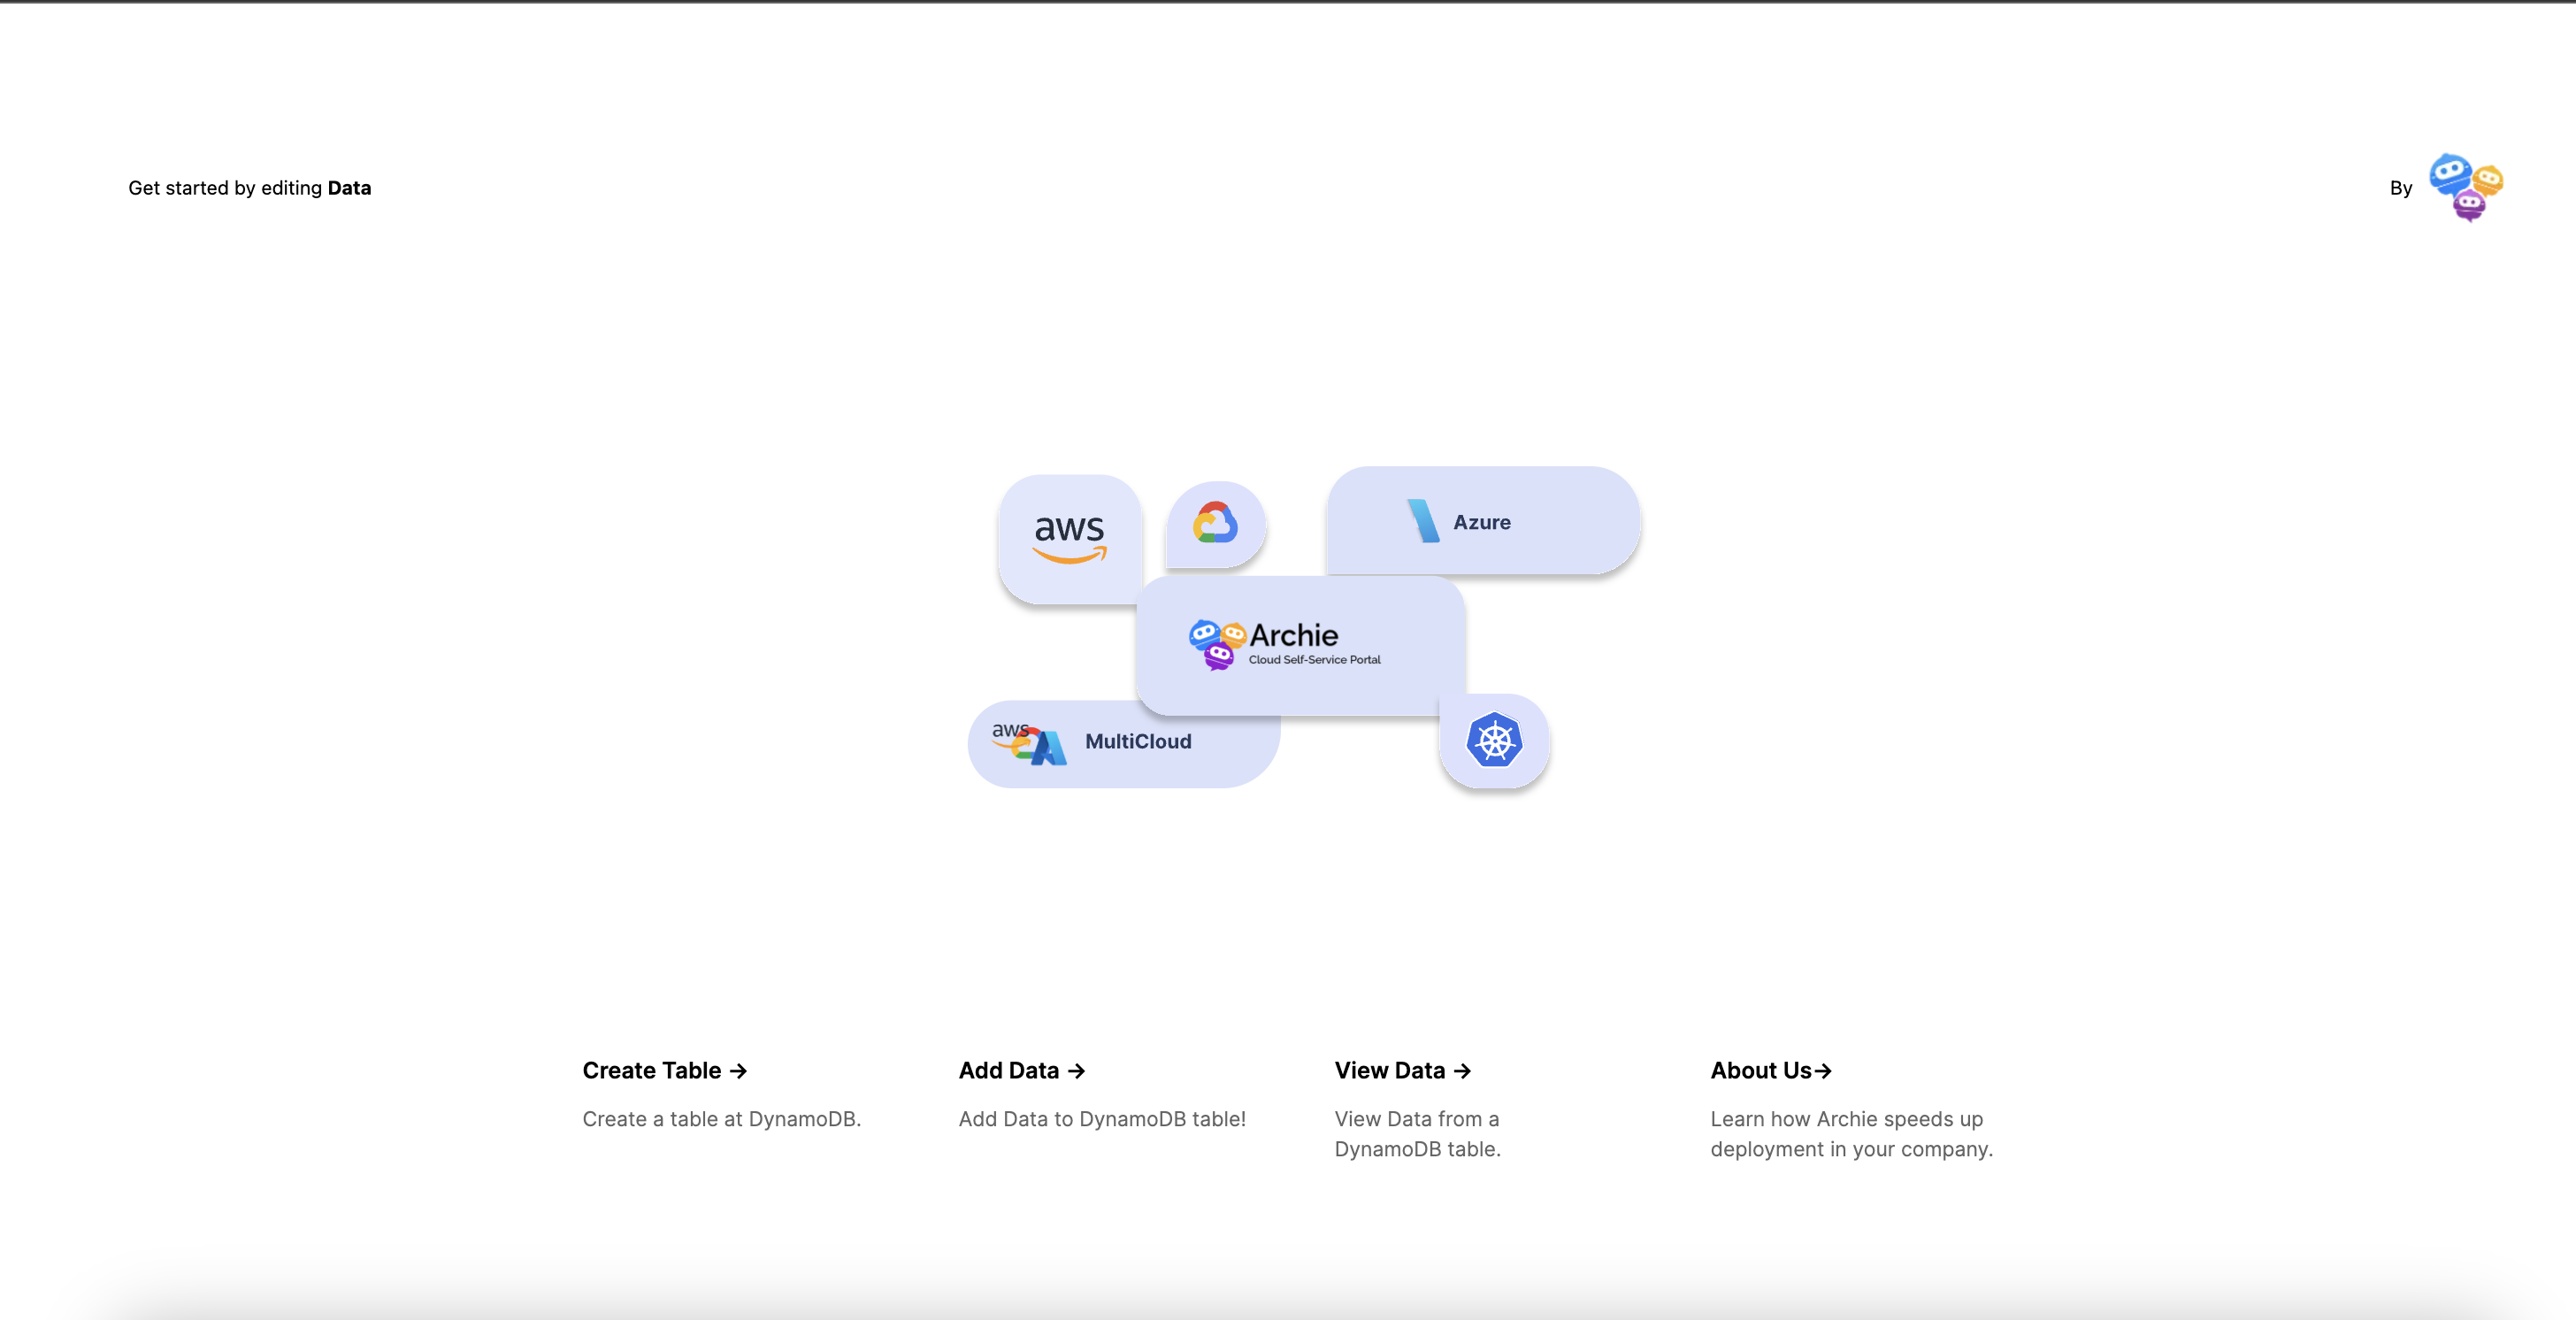 Get started by editing Data
By
aws
Azure
Archie
Cloud Self-Service Portal
aws
MultiCloud
Create Table →
Create a table at DynamoDB.
Add Data →
Add Data to DynamoDB table!
View Data →
View Data from a
DynamoDB table.
About Us→
Learn how Archie speeds up
deployment in your company.